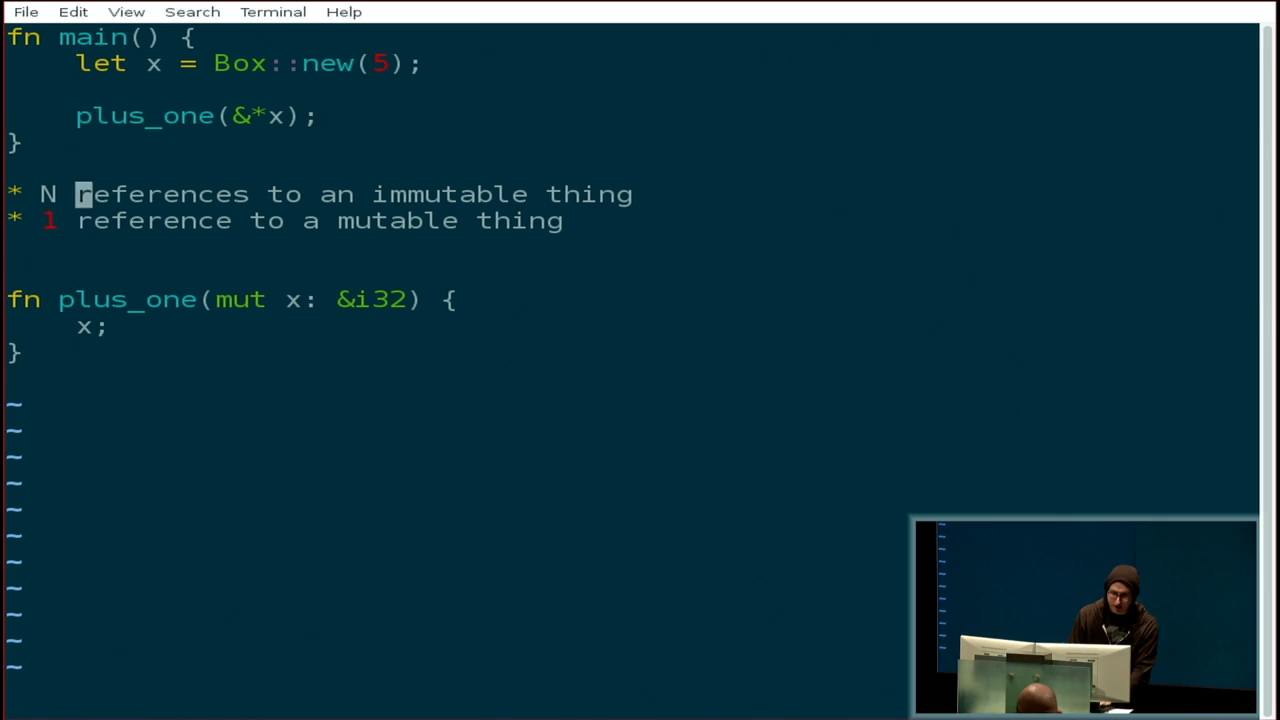 File Edit View Search Terminal Help
fn main() {
    let x = Box::new(5);
    plus_one(&*x);
}
* N references to an immutable thing
* 1 reference to a mutable thing
fn plus_one(mut x: &i32) {
    x;
}
~
~
~
~
~
~
~
~
~
~
~